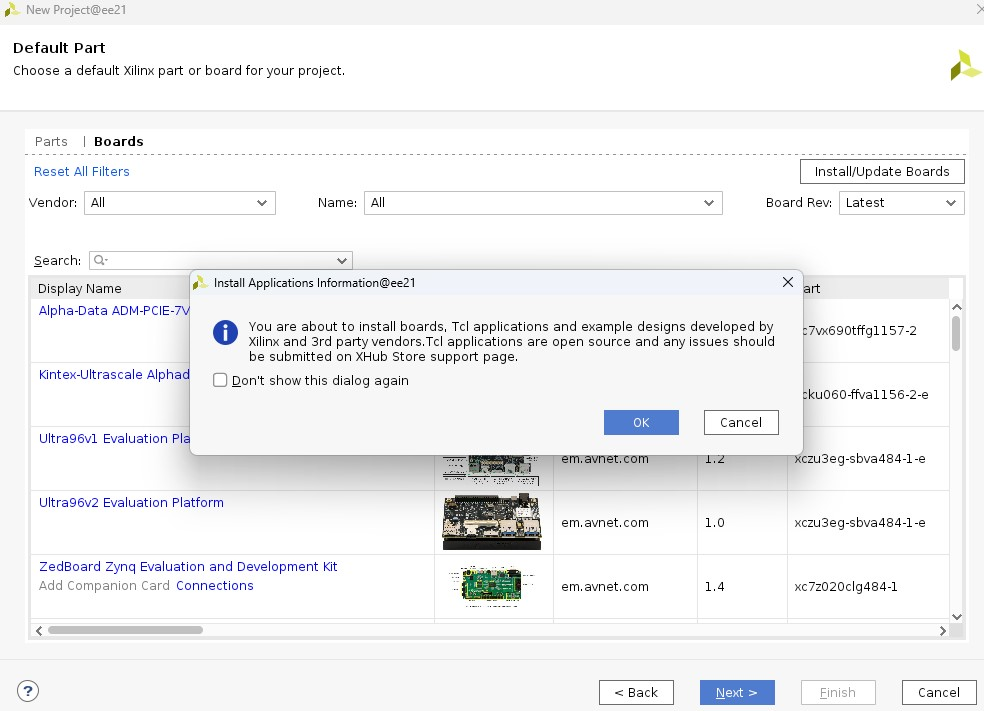 New Project@ee21
Default Part
Choose a default Xilinx part or board for your project.
Parts | Boards
Reset All Filters
Install/Update Boards
Vendor: All
Name: All
Board Rev: Latest
Search:
Display Name
Alpha-Data ADM-PCIE-7V
c7vx690tffg1157-2
Kintex-Ultrascale Alphad
cku060-ffva1156-2-e
Ultra96v1 Evaluation Pla
em.avnet.com
1.2
xczu3eg-sbva484-1-e
Ultra96v2 Evaluation Platform
em.avnet.com
1.0
xczu3eg-sbva484-1-e
ZedBoard Zynq Evaluation and Development Kit
Add Companion Card Connections
em.avnet.com
1.4
xc7z020clg484-1
Install Applications Information@ee21
You are about to install boards, Tcl applications and example designs developed by
Xilinx and 3rd party vendors.Tcl applications are open source and any issues should
be submitted on XHub Store support page.
Don't show this dialog again
OK
Cancel
?
< Back
Next >
Finish
Cancel